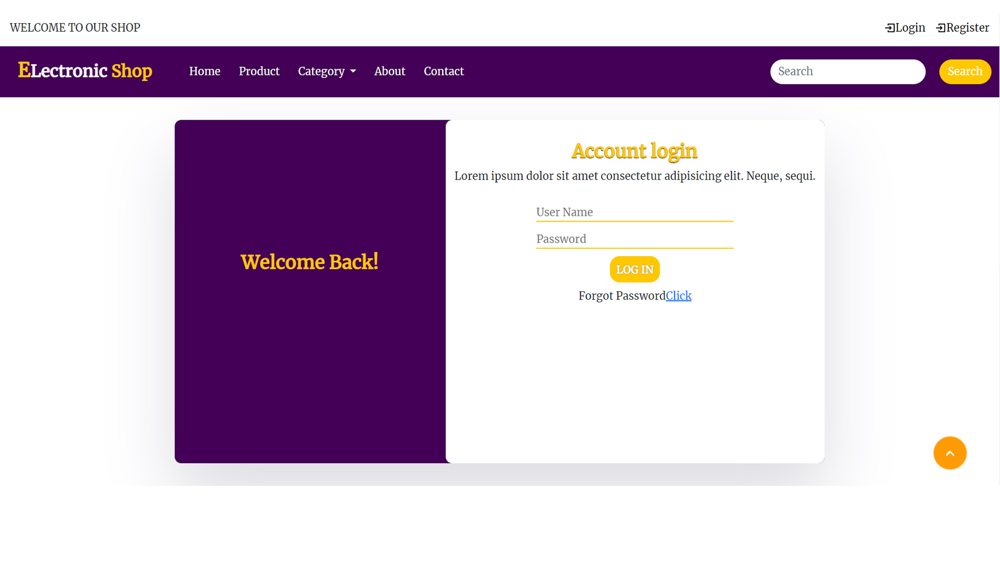 WELCOME TO OUR SHOP
Login Register
ELectronic Shop
Home Product Category About Contact
Search Search
Welcome Back!
Account login
Lorem ipsum dolor sit amet consectetur adipisicing elit. Neque, sequi.
User Name
Password
LOG IN
Forgot PasswordClick